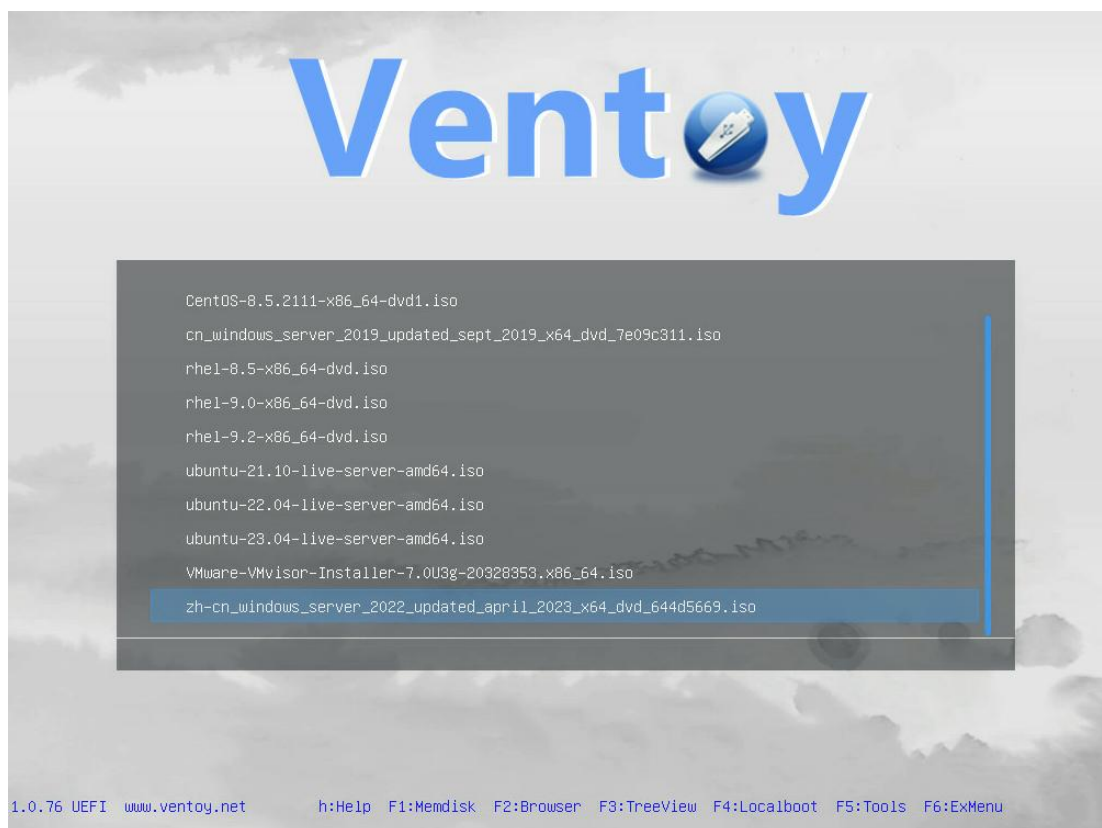 Ventoy
CentOS-8.5.2111-x86_64-dvd1.iso
cn_windows_server_2019_updated_sept_2019_x64_dvd_7e09c311.iso
rhel-8.5-x86_64-dvd.iso
rhel-9.0-x86_64-dvd.iso
rhel-9.2-x86_64-dvd.iso
ubuntu-21.10-live-server-amd64.iso
ubuntu-22.04-live-server-amd64.iso
ubuntu-23.04-live-server-amd64.iso
VMware-VMvisor-Installer-7.0U3g-20328353.x86_64.iso
zh-cn_windows_server_2022_updated_april_2023_x64_dvd_644d5669.iso
1.0.76 UEFI www.ventoy.net h:Help F1:Memdisk F2:Browser F3:TreeView F4:Localboot F5:Tools F6:ExMenu